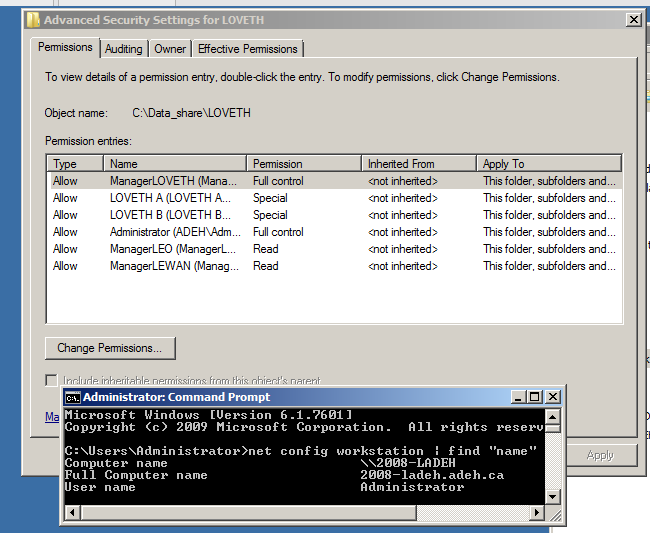 Advanced Security Settings for LOVETH
Permissions Auditing Owner Effective Permissions
To view details of a permission entry, double-click the entry. To modify permissions, click Change Permissions.
Object name: C:\Data_share\LOVETH
Permission entries:
Type Name Permission Inherited From Apply To
Allow ManagerLOVETH (Mana... Full control <not inherited> This folder, subfolders and...
Allow LOVETH A (LOVETH A... Special <not inherited> This folder, subfolders and...
Allow LOVETH B (LOVETH B... Special <not inherited> This folder, subfolders and...
Allow Administrator (ADEH\Adm... Full control <not inherited> This folder, subfolders and...
Allow ManagerLEO (ManagerL... Read <not inherited> This folder, subfolders and...
Allow ManagerLEWAN (Manag... Read <not inherited> This folder, subfolders and...
Change Permissions...
Include inheritable permissions from this object's parent
Ma
Apply
Administrator: Command Prompt
Microsoft Windows [Version 6.1.7601]
Copyright (c) 2009 Microsoft Corporation. All rights reserv
C:\Users\Administrator>net config workstation | find "name"
Computer name \\2008-LADEH
Full Computer name 2008-ladeh.adeh.ca
User name Administrator